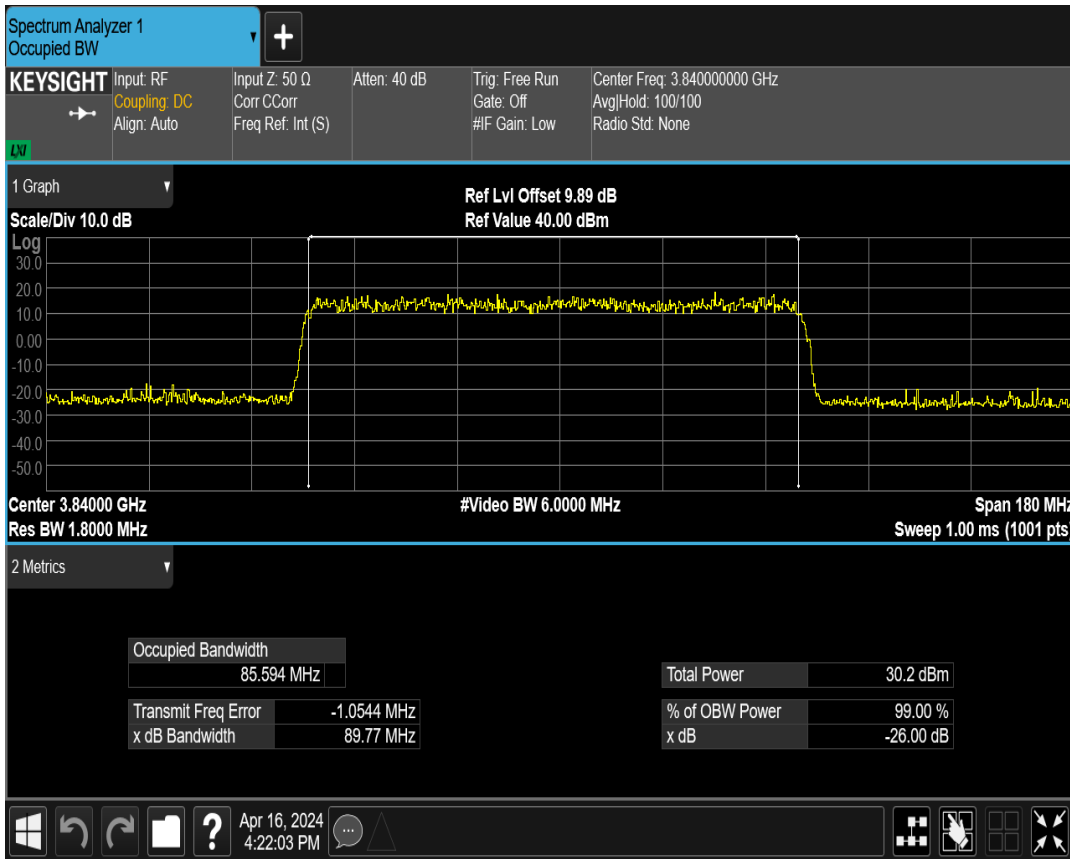 Spectrum Analyzer 1
Occupied BW
KEYSIGHT
LXI
Input: RF
Coupling: DC
Align: Auto
Input Z: 50 Ω
Corr CCorr
Freq Ref: Int (S)
Atten: 40 dB
Trig: Free Run
Gate: Off
#IF Gain: Low
Center Freq: 3.840000000 GHz
Avg|Hold: 100/100
Radio Std: None
1 Graph
Scale/Div 10.0 dB
Ref Lvl Offset 9.89 dB
Ref Value 40.00 dBm
Log
30.0
20.0
10.0
0.00
-10.0
-20.0
-30.0
-40.0
-50.0
Center 3.84000 GHz
Res BW 1.8000 MHz
#Video BW 6.0000 MHz
Span 180 MHz
Sweep 1.00 ms (1001 pts)
2 Metrics
Occupied Bandwidth
85.594 MHz
Transmit Freq Error -1.0544 MHz
x dB Bandwidth 89.77 MHz
Total Power 30.2 dBm
% of OBW Power 99.00 %
x dB -26.00 dB
?
Apr 16, 2024
4:22:03 PM